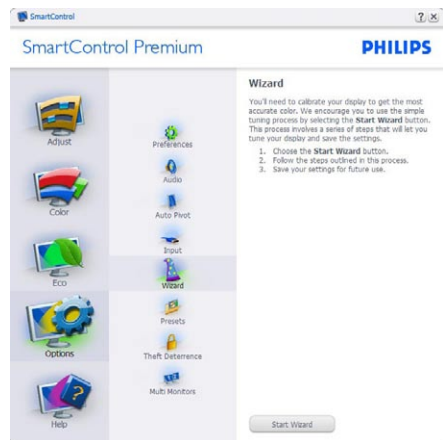 SmartControl
SmartControl Premium
PHILIPS
Adjust
Color
Eco
Options
Help
Preferences
Audio
Auto Pivot
Input
Wizard
Presets
Theft Deterrence
Multi Monitors
Wizard
You'll need to calibrate your display to get the most
accurate color. We encourage you to use the simple
tuning process by selecting the Start Wizard button.
This process involves a series of steps that will let you
tune your display and save the settings.
1. Choose the Start Wizard button.
2. Follow the steps outlined in this process.
3. Save your settings for future use.
Start Wizard